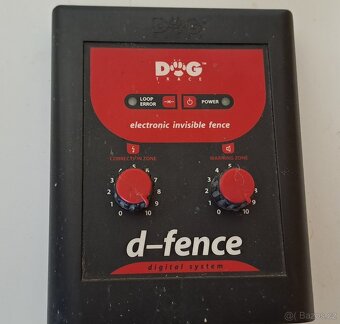 DOG™
TRACE
LOOP ERROR
POWER
electronic invisible fence
CORRECTION ZONE
WARNING ZONE
0 1 2 3 4 5 6 7 8 9 10
0 1 2 3 4 5 6 7 8 9 10
d-fence
digital system